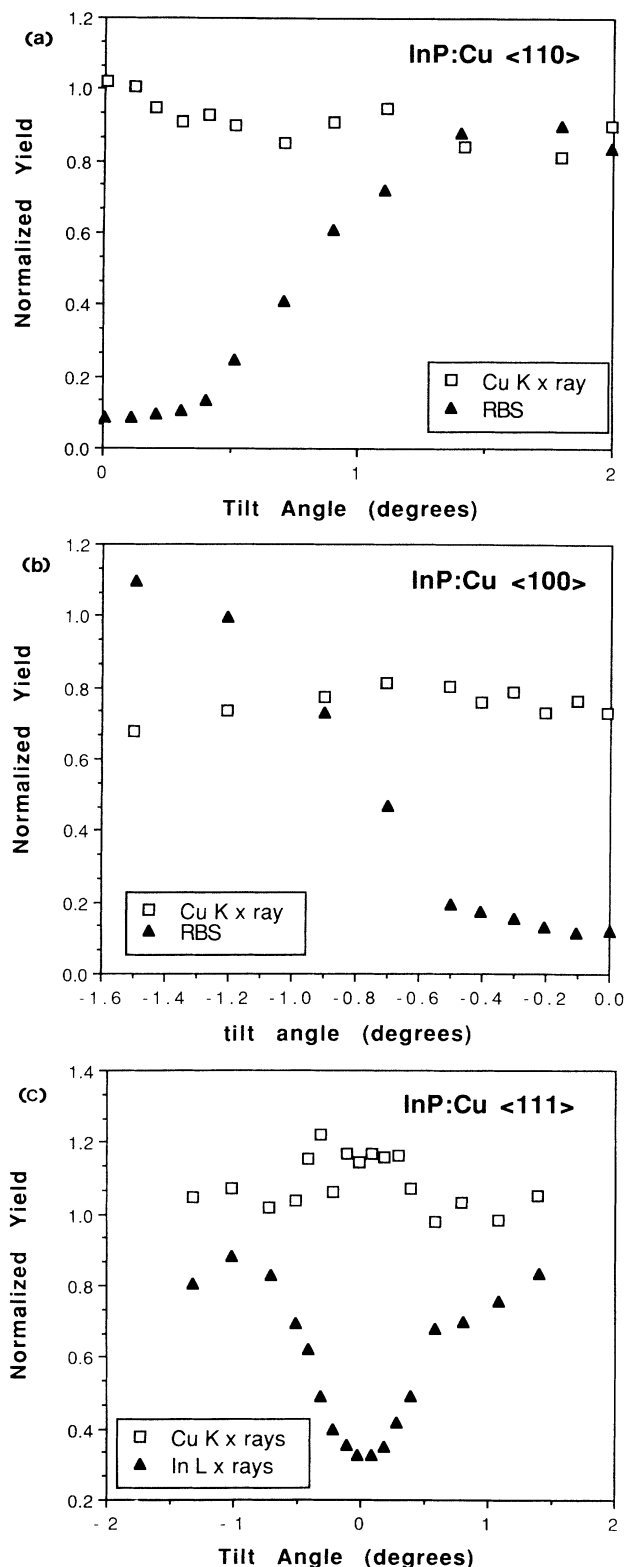 (a)
InP:Cu <110>
Normalized Yield
1.2
1.0
0.8
0.6
0.4
0.2
0.0
Cu K x ray
RBS
0 1 2
Tilt Angle (degrees)
(b)
InP:Cu <100>
Normalized Yield
1.2
1.0
0.8
0.6
0.4
0.2
0.0
Cu K x ray
RBS
-1.6 -1.4 -1.2 -1.0 -0.8 -0.6 -0.4 -0.2 0.0
tilt angle (degrees)
(c)
InP:Cu <111>
Normalized Yield
1.4
1.2
1.0
0.8
0.6
0.4
0.2
Cu K x rays
In L x rays
-2 -1 0 1 2
Tilt Angle (degrees)